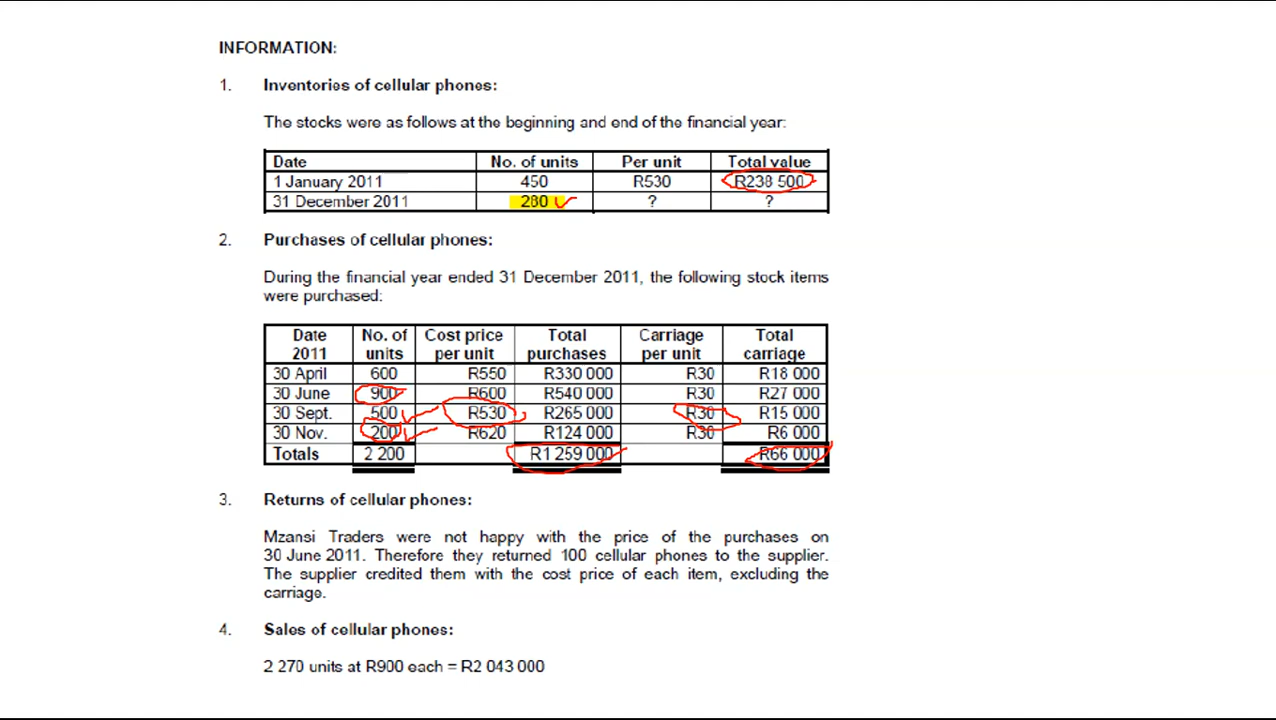 INFORMATION:
1. Inventories of cellular phones:
The stocks were as follows at the beginning and end of the financial year:
Date No. of units Per unit Total value
1 January 2011 450 R530 R238 500
31 December 2011 280 ? ?
2. Purchases of cellular phones:
During the financial year ended 31 December 2011, the following stock items
were purchased:
Date No. of Cost price Total Carriage Total
2011 units per unit purchases per unit carriage
30 April 600 R550 R330 000 R30 R18 000
30 June 900 R600 R540 000 R30 R27 000
30 Sept. 500 R530 R265 000 R30 R15 000
30 Nov. 200 R620 R124 000 R30 R6 000
Totals 2 200 R1 259 000 R66 000
3. Returns of cellular phones:
Mzansi Traders were not happy with the price of the purchases on
30 June 2011. Therefore they returned 100 cellular phones to the supplier.
The supplier credited them with the cost price of each item, excluding the
carriage.
4. Sales of cellular phones:
2 270 units at R900 each = R2 043 000